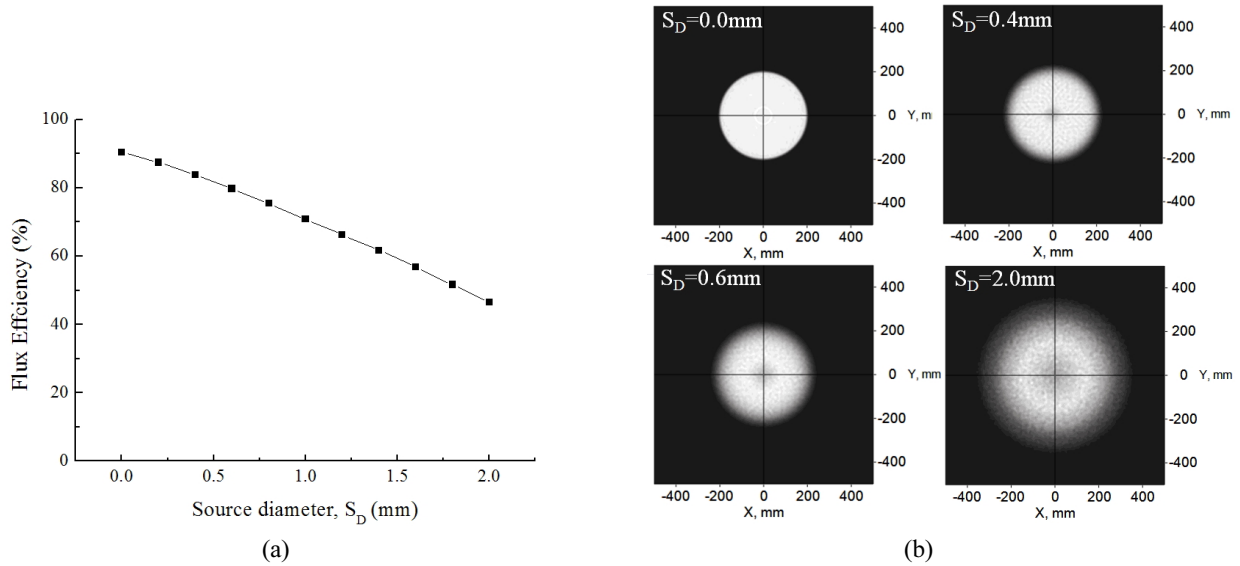 100
80
60
40
20
0
Flux Effciency (%)
0.0 0.5 1.0 1.5 2.0
Source diameter, S_D (mm)
(a)
S_D=0.0mm
400
200
Y, m
0
-200
-400
-400 -200 0 200 400
X, mm
S_D=0.4mm
400
200
Y, mm
0
-200
-400
-400 -200 0 200 400
X, mm
S_D=0.6mm
400
200
Y, mm
0
-200
-400
-400 -200 0 200 400
X, mm
S_D=2.0mm
400
200
Y, mm
0
-200
-400
-400 -200 0 200 400
X, mm
(b)